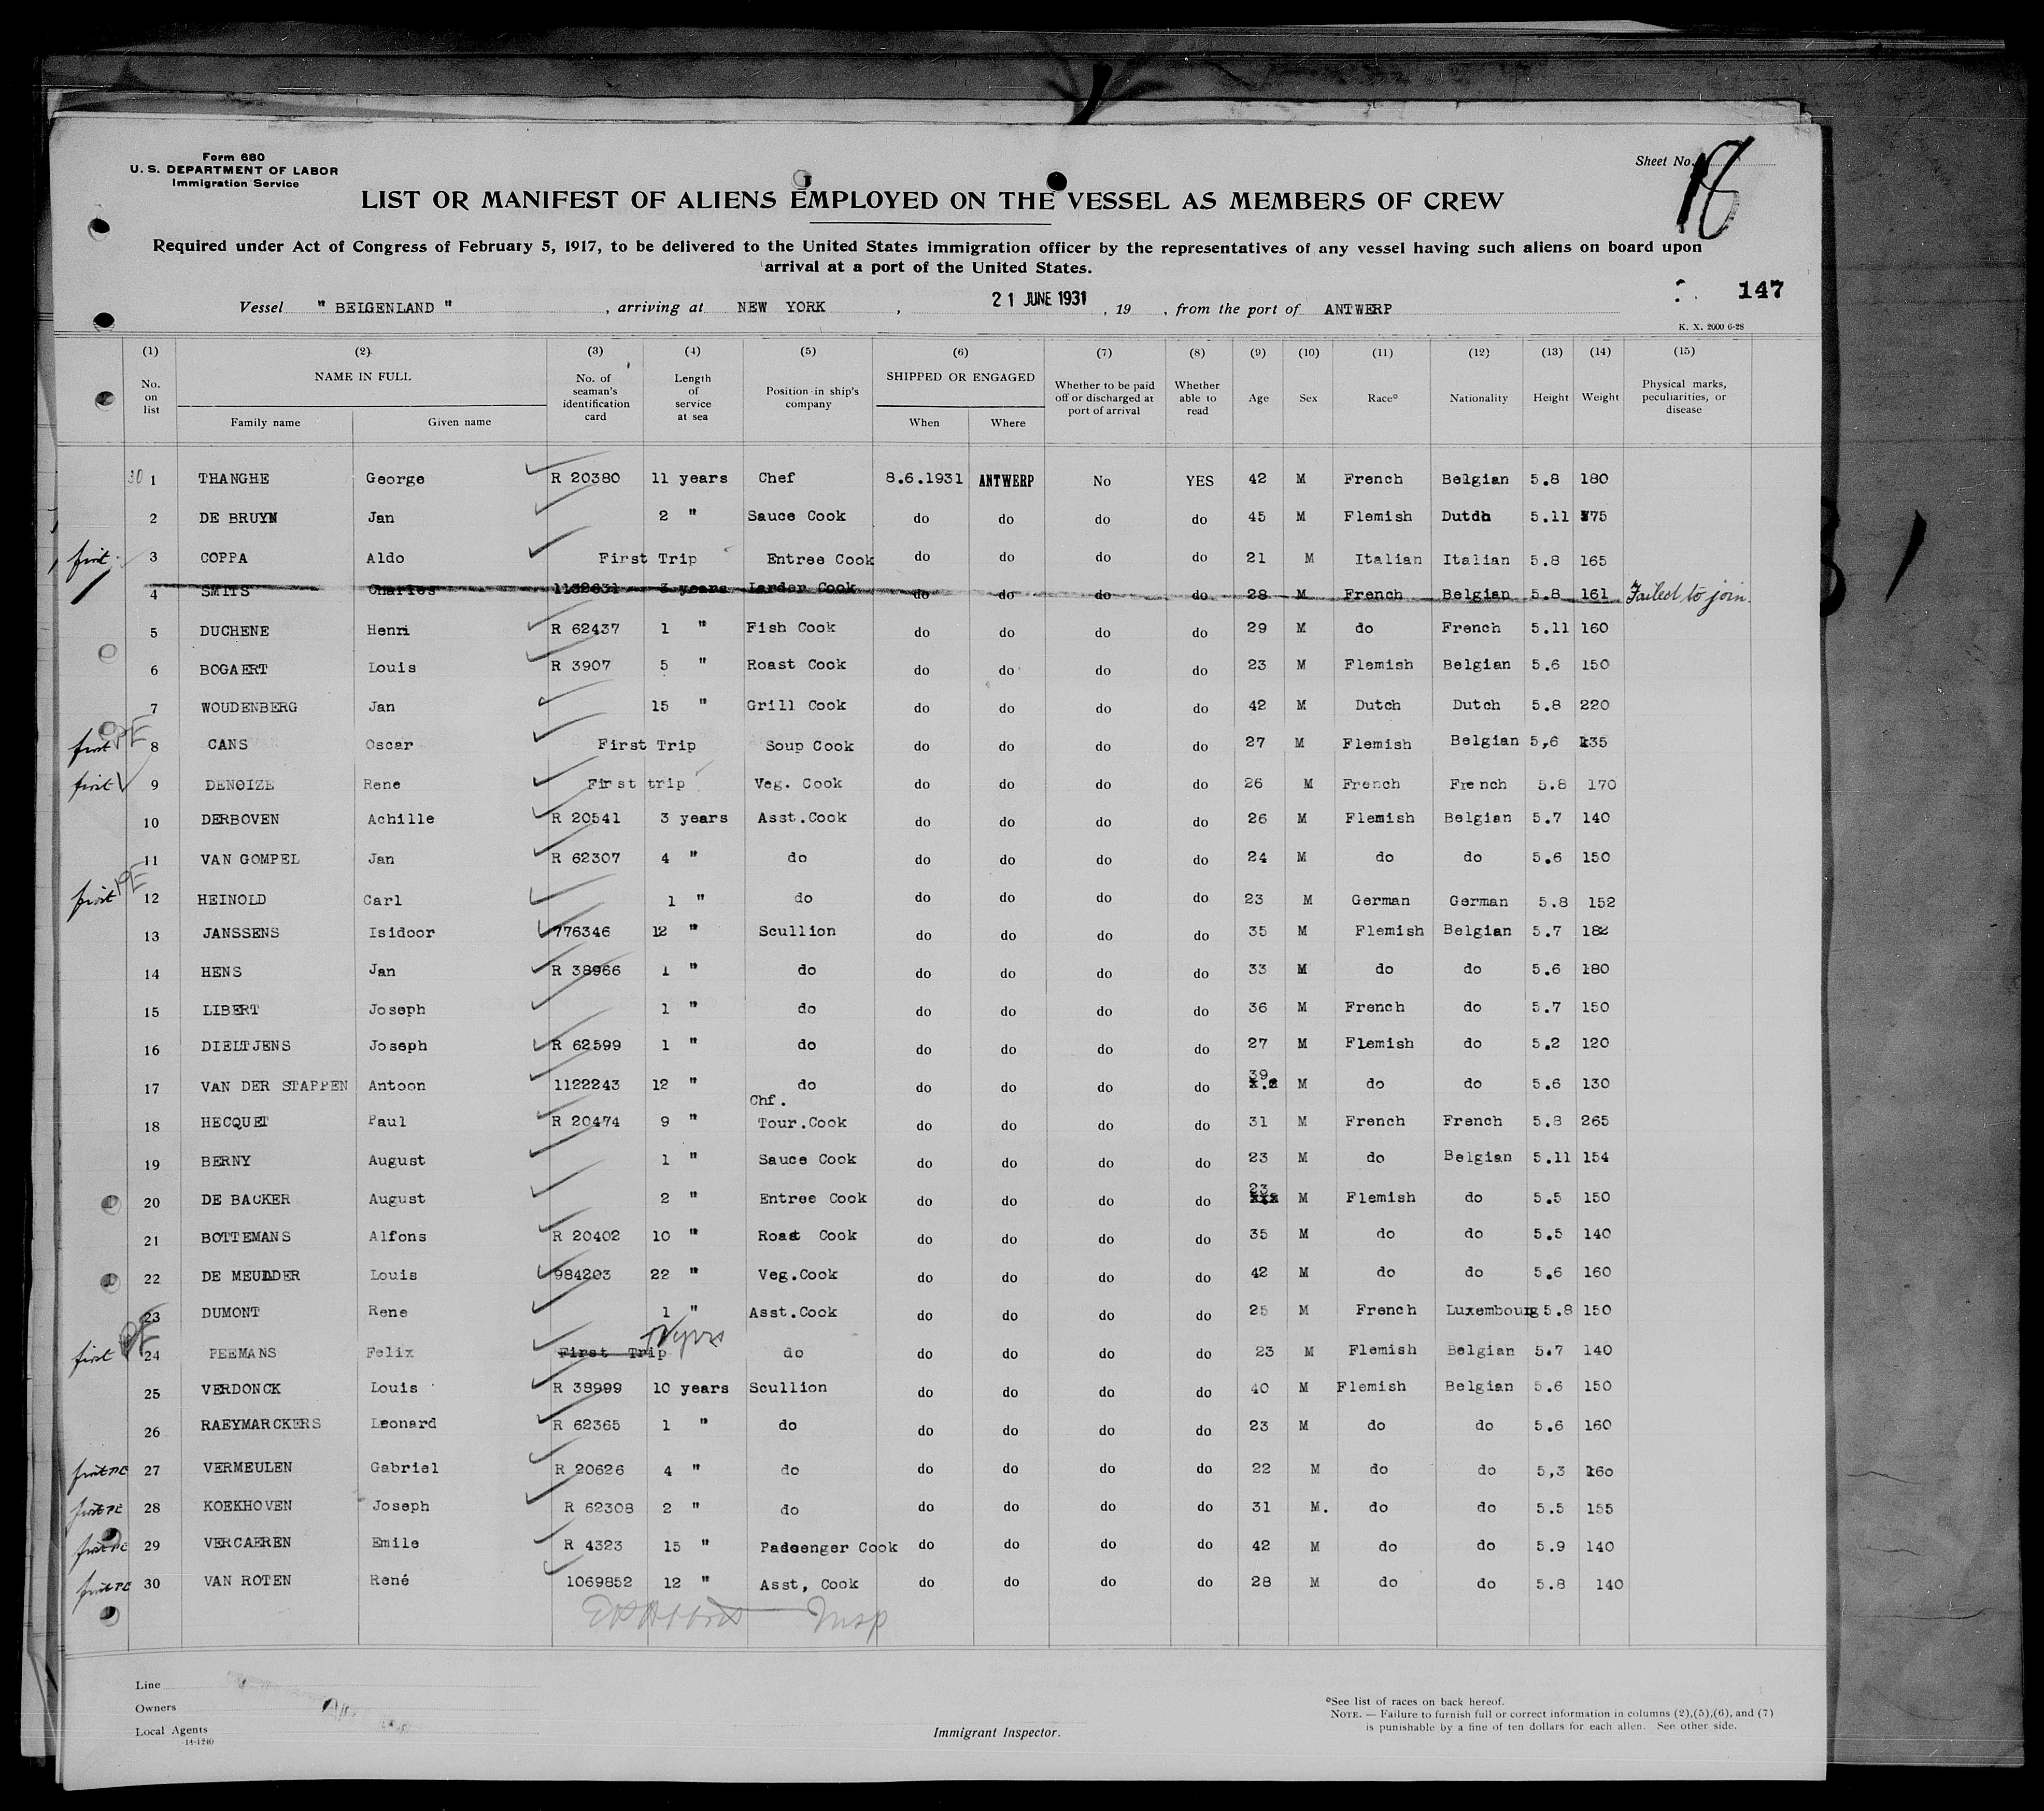 Form 680
U. S. DEPARTMENT OF LABOR
Immigration Service
Sheet No. 18
LIST OR MANIFEST OF ALIENS EMPLOYED ON THE VESSEL AS MEMBERS OF CREW
Required under Act of Congress of February 5, 1917, to be delivered to the United States immigration officer by the representatives of any vessel having such aliens on board upon
arrival at a port of the United States.
147
Vessel " BELGENLAND " , arriving at NEW YORK , 21 JUNE 1931 , 19 , from the port of ANTWERP
K. X. 2000 6-28
(1) (2) (3) (4) (5) (6) (7) (8) (9) (10) (11) (12) (13) (14) (15)
No. on list NAME IN FULL Family name Given name No. of seaman's identification card Length of service at sea Position in ship's company SHIPPED OR ENGAGED When Where Whether to be paid off or discharged at port of arrival Whether able to read Age Sex Race* Nationality Height Weight Physical marks, peculiarities, or disease
30 1 THANGHE George R 20380 11 years Chef 8.6.1931 ANTWERP No YES 42 M French Belgian 5.8 180
2 DE BRUYN Jan 2 " Sauce Cook do do do do 45 M Flemish Dutch 5.11 175
first 3 COPPA Aldo First Trip Entree Cook do do do do 21 M Italian Italian 5.8 165
4 SMITS Charles 1132631 3 years Larder Cook do do do do 28 M French Belgian 5.8 161 Failed to join.
5 DUCHENE Henri R 62437 1 " Fish Cook do do do do 29 M do French 5.11 160
6 BOGAERT Louis R 3907 5 " Roast Cook do do do do 23 M Flemish Belgian 5.6 150
7 WOUDENBERG Jan 15 " Grill Cook do do do do 42 M Dutch Dutch 5.8 220
first PE 8 CANS Oscar First Trip Soup Cook do do do do 27 M Flemish Belgian 5,6 135
first 9 DENOIZE Rene First trip Veg. Cook do do do do 26 M French French 5.8 170
10 DERBOVEN Achille R 20541 3 years Asst.Cook do do do do 26 M Flemish Belgian 5.7 140
11 VAN GOMPEL Jan R 62307 4 " do do do do do 24 M do do 5.6 150
first PE 12 HEINOLD Carl 1 " do do do do do 23 M German German 5.8 152
13 JANSSENS Isidoor 776346 12 " Scullion do do do do 35 M Flemish Belgian 5.7 182
14 HENS Jan R 38966 1 " do do do do do 33 M do do 5.6 180
15 LIBERT Joseph 1 " do do do do do 36 M French do 5.7 150
16 DIELTJENS Joseph R 62599 1 " do do do do do 27 M Flemish do 5.2 120
17 VAN DER STAPPEN Antoon 1122243 12 " do do do do do 39 M do do 5.6 130
18 HECQUET Paul R 20474 9 " Chf. Tour.Cook do do do do 31 M French French 5.8 265
19 BERNY August 1 " Sauce Cook do do do do 23 M do Belgian 5.11 154
20 DE BACKER August 2 " Entree Cook do do do do 23 M Flemish do 5.5 150
21 BOTTEMANS Alfons R 20402 10 " Roast Cook do do do do 35 M do do 5.5 140
22 DE MEULDER Louis 984203 22 " Veg.Cook do do do do 42 M do do 5.6 160
23 DUMONT Rene 1 " Asst.Cook do do do do 25 M French Luxembourg 5.8 150
first PE 24 PEEMANS Felix First Trip yrs do do do do do 23 M Flemish Belgian 5.7 140
25 VERDONCK Louis R 38999 10 years Scullion do do do do 40 M Flemish Belgian 5.6 150
26 RAEYMARCKERS Leonard R 62365 1 " do do do do do 23 M do do 5.6 160
first PE 27 VERMEULEN Gabriel R 20626 4 " do do do do do 22 M do do 5,3 160
first PE 28 KOEKHOVEN Joseph R 62308 2 " do do do do do 31 M. do do 5.5 155
first PE 29 VERCAEREN Emile R 4323 15 " Passenger Cook do do do do 42 M do do 5.9 140
first PE 30 VAN ROTEN René 1069852 12 " Asst, Cook do do do do 28 M do do 5.8 140
Insp
Line
Owners
Local Agents
14-1240
Immigrant Inspector.
*See list of races on back hereof.
NOTE. — Failure to furnish full or correct information in columns (2),(5),(6), and (7)
is punishable by a fine of ten dollars for each alien. See other side.